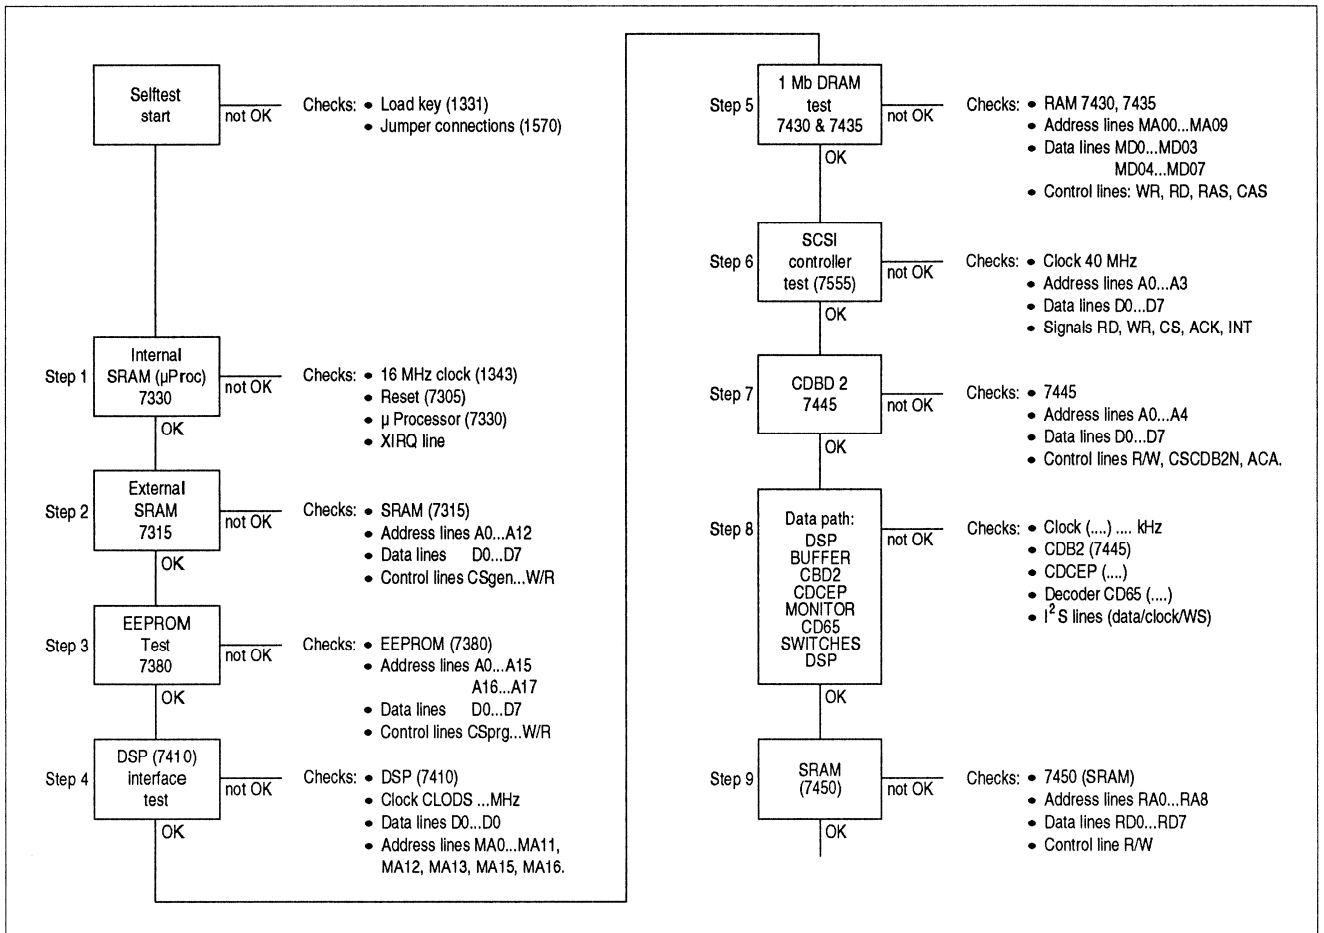 Selftest
start
not OK
Checks: • Load key (1331)
• Jumper connections (1570)
Step 1
Internal
SRAM (µProc)
7330
not OK
OK
Checks: • 16 MHz clock (1343)
• Reset (7305)
• µ Processor (7330)
• XIRQ line
Step 2
External
SRAM
7315
not OK
OK
Checks: • SRAM (7315)
• Address lines A0...A12
• Data lines D0...D7
• Control lines CSgen...W/R
Step 3
EEPROM
Test
7380
not OK
OK
Checks: • EEPROM (7380)
• Address lines A0...A15
A16...A17
• Data lines D0...D7
• Control lines CSprg...W/R
Step 4
DSP (7410)
interface
test
not OK
OK
Checks: • DSP (7410)
• Clock CLODS ...MHz
• Data lines D0...D0
• Address lines MA0...MA11,
MA12, MA13, MA15, MA16.
Step 5
1 Mb DRAM
test
7430 & 7435
not OK
OK
Checks: • RAM 7430, 7435
• Address lines MA00...MA09
• Data lines MD0...MD03
MD04...MD07
• Control lines: WR, RD, RAS, CAS
Step 6
SCSI
controller
test (7555)
not OK
OK
Checks: • Clock 40 MHz
• Address lines A0...A3
• Data lines D0...D7
• Signals RD, WR, CS, ACK, INT
Step 7
CDBD 2
7445
not OK
OK
Checks: • 7445
• Address lines A0...A4
• Data lines D0...D7
• Control lines R/W, CSCDB2N, ACA.
Step 8
Data path:
DSP
BUFFER
CBD2
CDCEP
MONITOR
CD65
SWITCHES
DSP
not OK
OK
Checks: • Clock (....) .... kHz
• CDB2 (7445)
• CDCEP (....)
• Decoder CD65 (....)
• I²S lines (data/clock/WS)
Step 9
SRAM
(7450)
not OK
OK
Checks: • 7450 (SRAM)
• Address lines RA0...RA8
• Data lines RD0...RD7
• Control line R/W